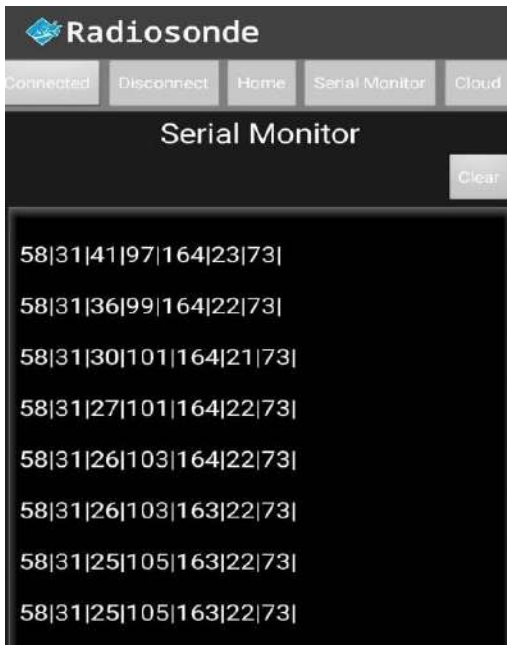 Radiosonde
Connected Disconnect Home Serial Monitor Cloud
Serial Monitor
Clear
58|31|41|97|164|23|73|
58|31|36|99|164|22|73|
58|31|30|101|164|21|73|
58|31|27|101|164|22|73|
58|31|26|103|164|22|73|
58|31|26|103|163|22|73|
58|31|25|105|163|22|73|
58|31|25|105|163|22|73|